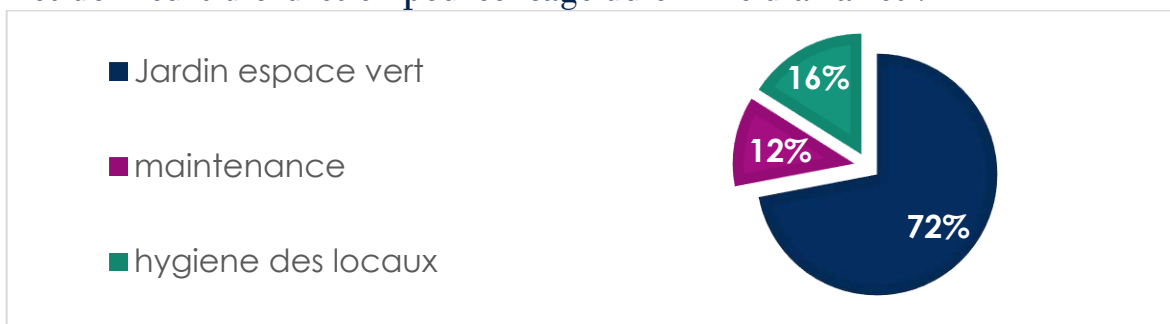 Jardin espace vert
maintenance
hygiene des locaux
16%
12%
72%